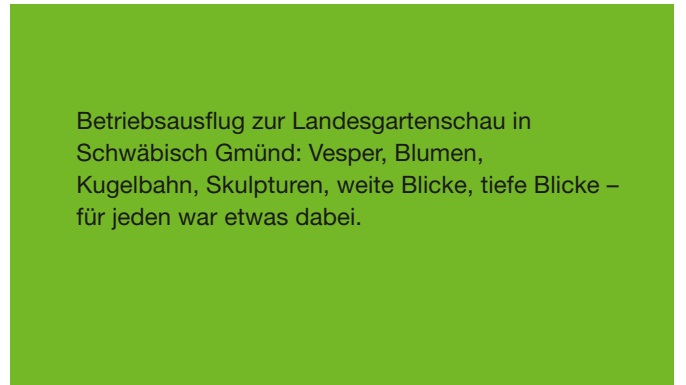 Betriebsausflug zur Landesgartenschau in
Schwäbisch Gmünd: Vesper, Blumen,
Kugelbahn, Skulpturen, weite Blicke, tiefe Blicke –
für jeden war etwas dabei.